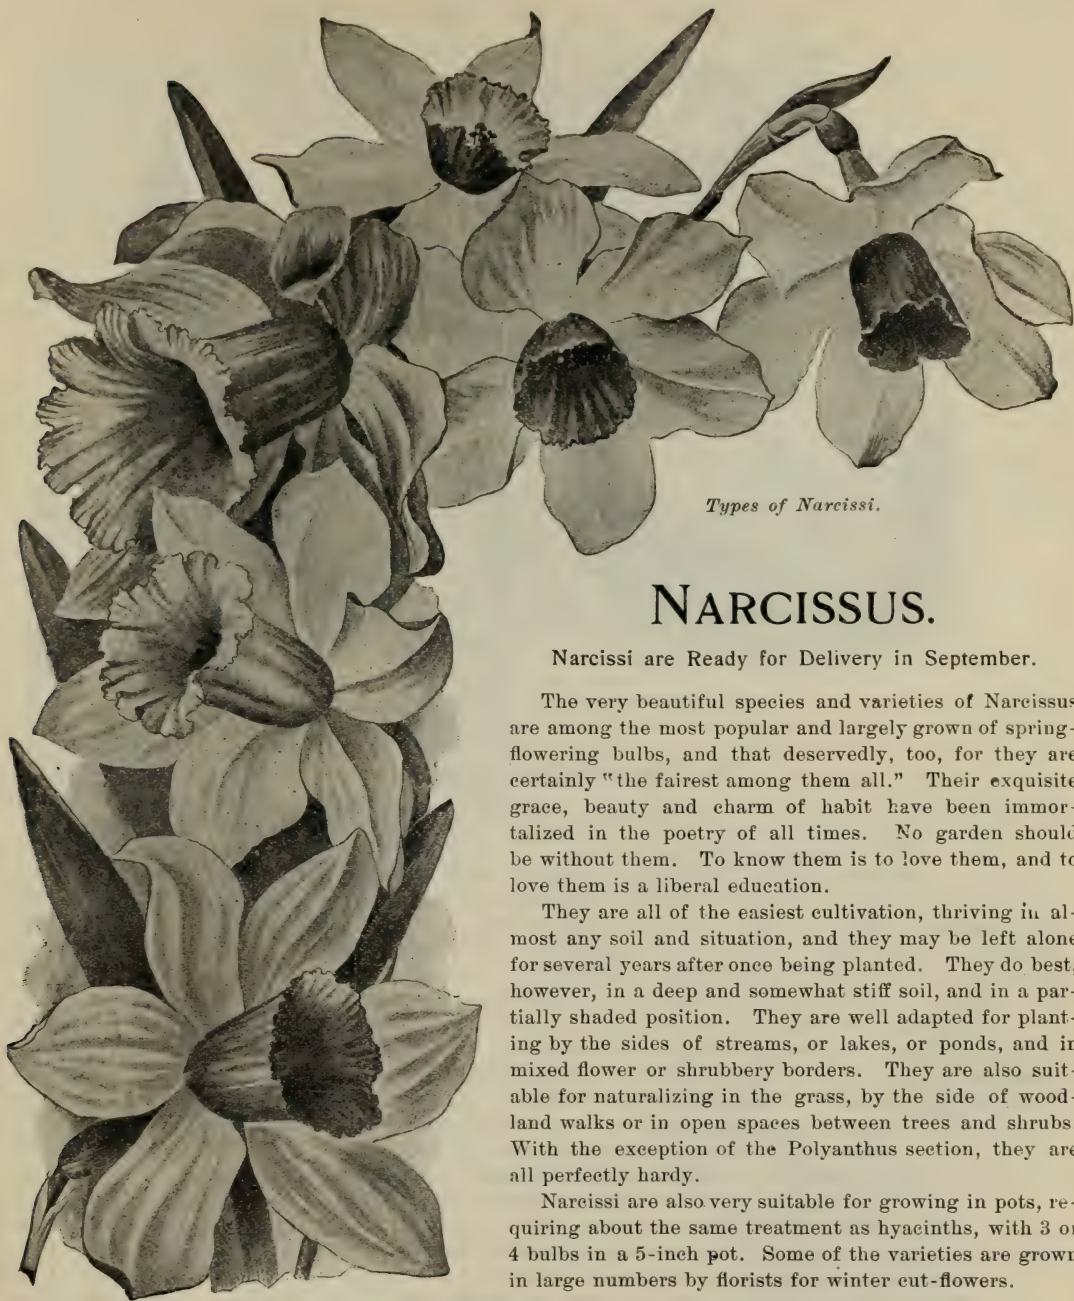 Types of Narcissi.
NARCISSUS.
Narcissi are Ready for Delivery in September.
The very beautiful species and varieties of Narcissus
are among the most popular and largely grown of spring-
flowering bulbs, and that deservedly, too, for they are
certainly "the fairest among them all." Their exquisite
grace, beauty and charm of habit have been immor-
talized in the poetry of all times. No garden should
be without them. To know them is to love them, and to
love them is a liberal education.
They are all of the easiest cultivation, thriving in al-
most any soil and situation, and they may be left alone
for several years after once being planted. They do best,
however, in a deep and somewhat stiff soil, and in a par-
tially shaded position. They are well adapted for plant-
ing by the sides of streams, or lakes, or ponds, and in
mixed flower or shrubbery borders. They are also suit-
able for naturalizing in the grass, by the side of wood-
land walks or in open spaces between trees and shrubs
With the exception of the Polyanthus section, they are
all perfectly hardy.
Narcissi are also very suitable for growing in pots, re-
quiring about the same treatment as hyacinths, with 3 or
4 bulbs in a 5-inch pot. Some of the varieties are grown
in large numbers by florists for winter cut-flowers.